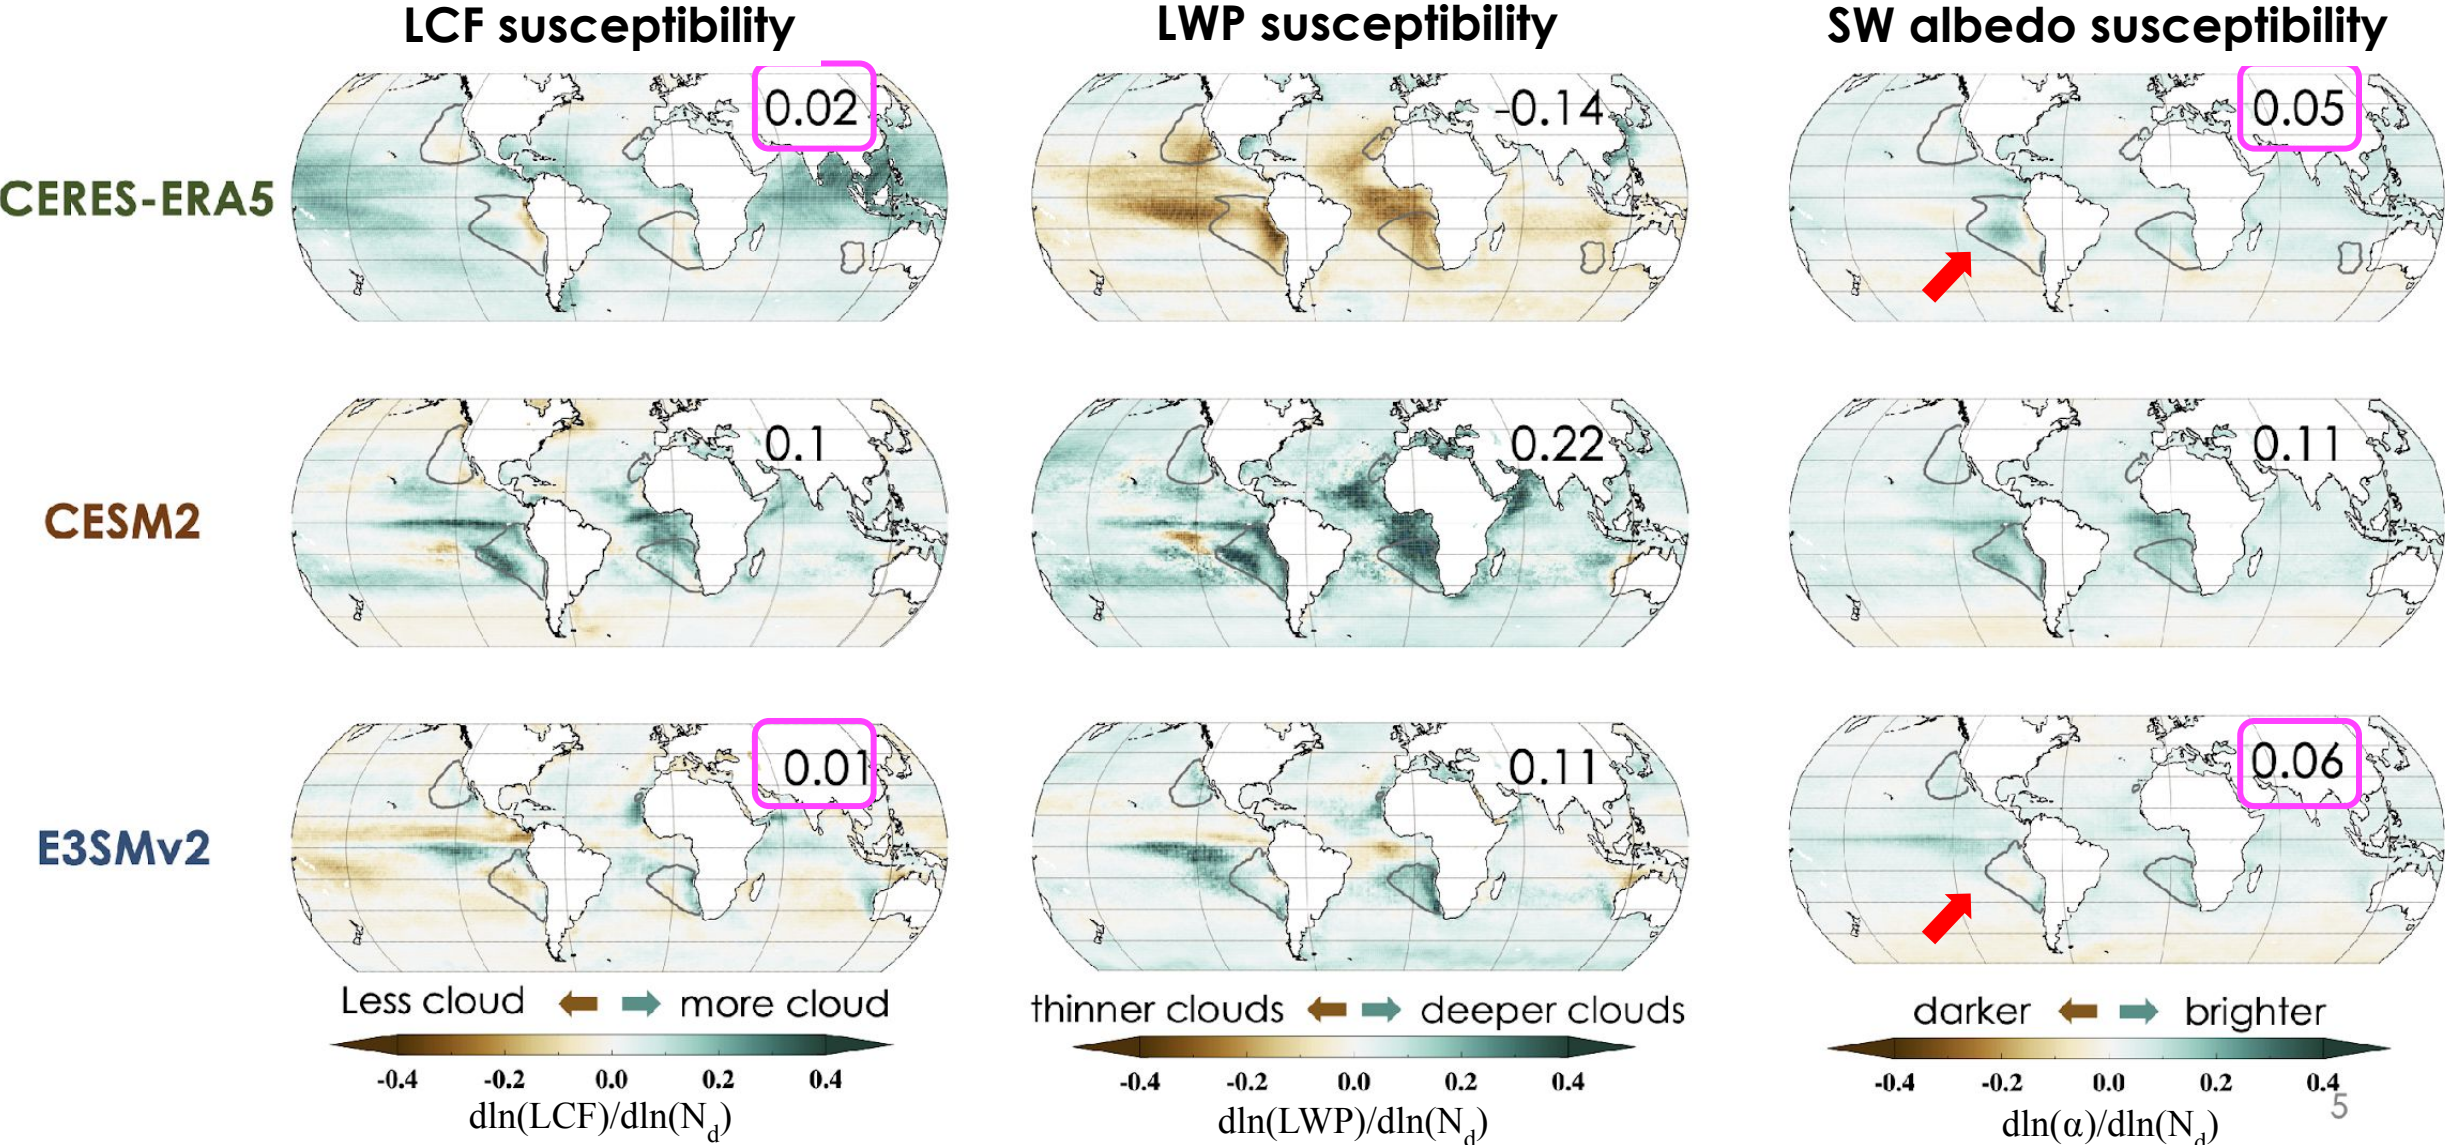 LCF susceptibility
LWP susceptibility
SW albedo susceptibility
CERES-ERA5
0.02
-0.14
0.05
CESM2
0.1
0.22
0.11
E3SMv2
0.01
0.11
0.06
Less cloud more cloud
thinner clouds deeper clouds
darker brighter
-0.4 -0.2 0.0 0.2 0.4
-0.4 -0.2 0.0 0.2 0.4
-0.4 -0.2 0.0 0.2 0.4
dln(LCF)/dln(Nd)
dln(LWP)/dln(Nd)
dln(α)/dln(Nd)
5